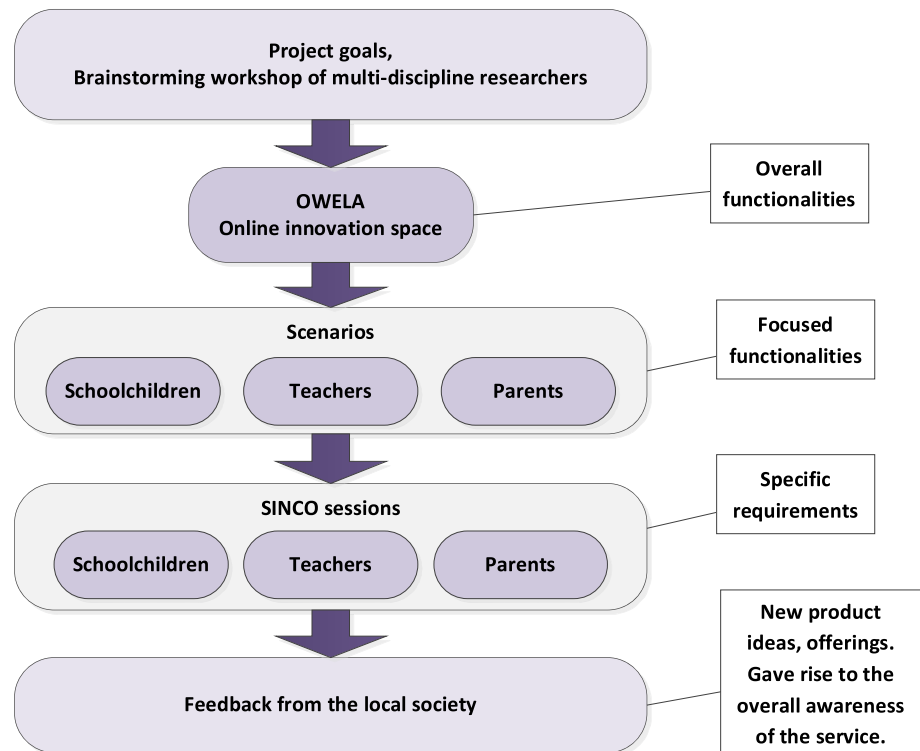 Project goals,
Brainstorming workshop of multi-discipline researchers
OWELA
Online innovation space
Overall
functionalities
Scenarios
Schoolchildren
Teachers
Parents
Focused
functionalities
SINCO sessions
Schoolchildren
Teachers
Parents
Specific
requirements
Feedback from the local society
New product
ideas, offerings.
Gave rise to the
overall awareness
of the service.